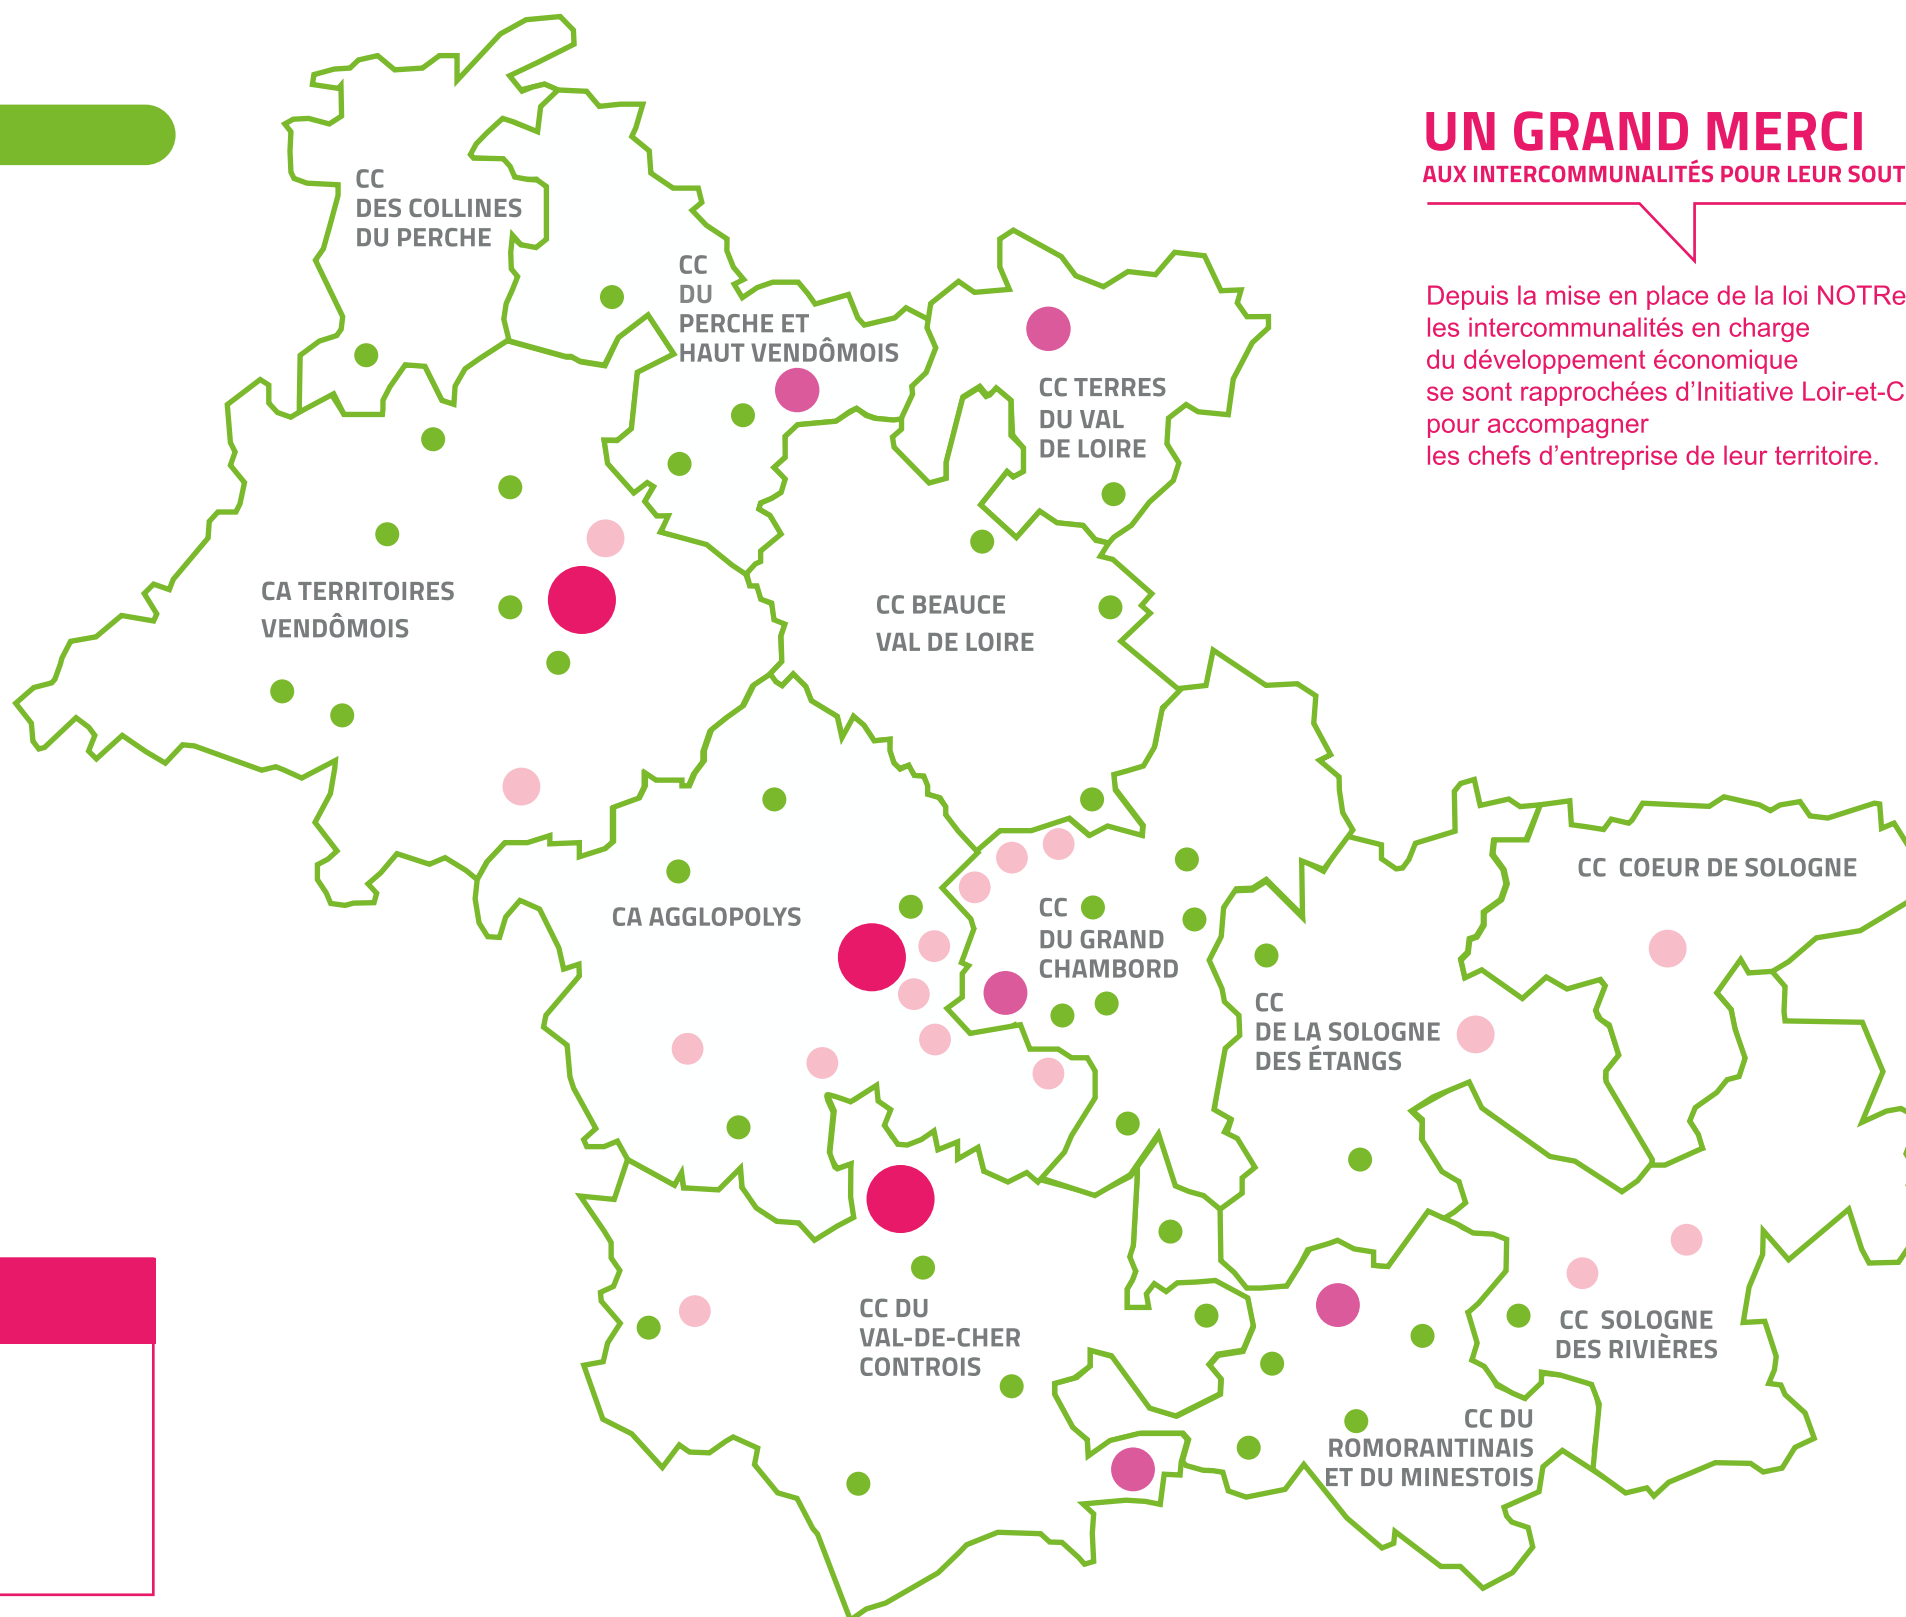 UN GRAND MERCI
AUX INTERCOMMUNALITÉS POUR LEUR SOUT
Depuis la mise en place de la loi NOTRe
les intercommunalités en charge
du développement économique
se sont rapprochées d’Initiative Loir-et-C
pour accompagner
les chefs d’entreprise de leur territoire.
CC
DES COLLINES
DU PERCHE
CC
DU
PERCHE ET
HAUT VENDÔMOIS
CC TERRES
DU VAL
DE LOIRE
CA TERRITOIRES
VENDÔMOIS
CC BEAUCE
VAL DE LOIRE
CA AGGLOPOLYS
CC
DU GRAND
CHAMBORD
CC COEUR DE SOLOGNE
CC
DE LA SOLOGNE
DES ÉTANGS
CC DU
VAL-DE-CHER
CONTROIS
CC SOLOGNE
DES RIVIÈRES
CC DU
ROMORANTINAIS
ET DU MINESTOIS